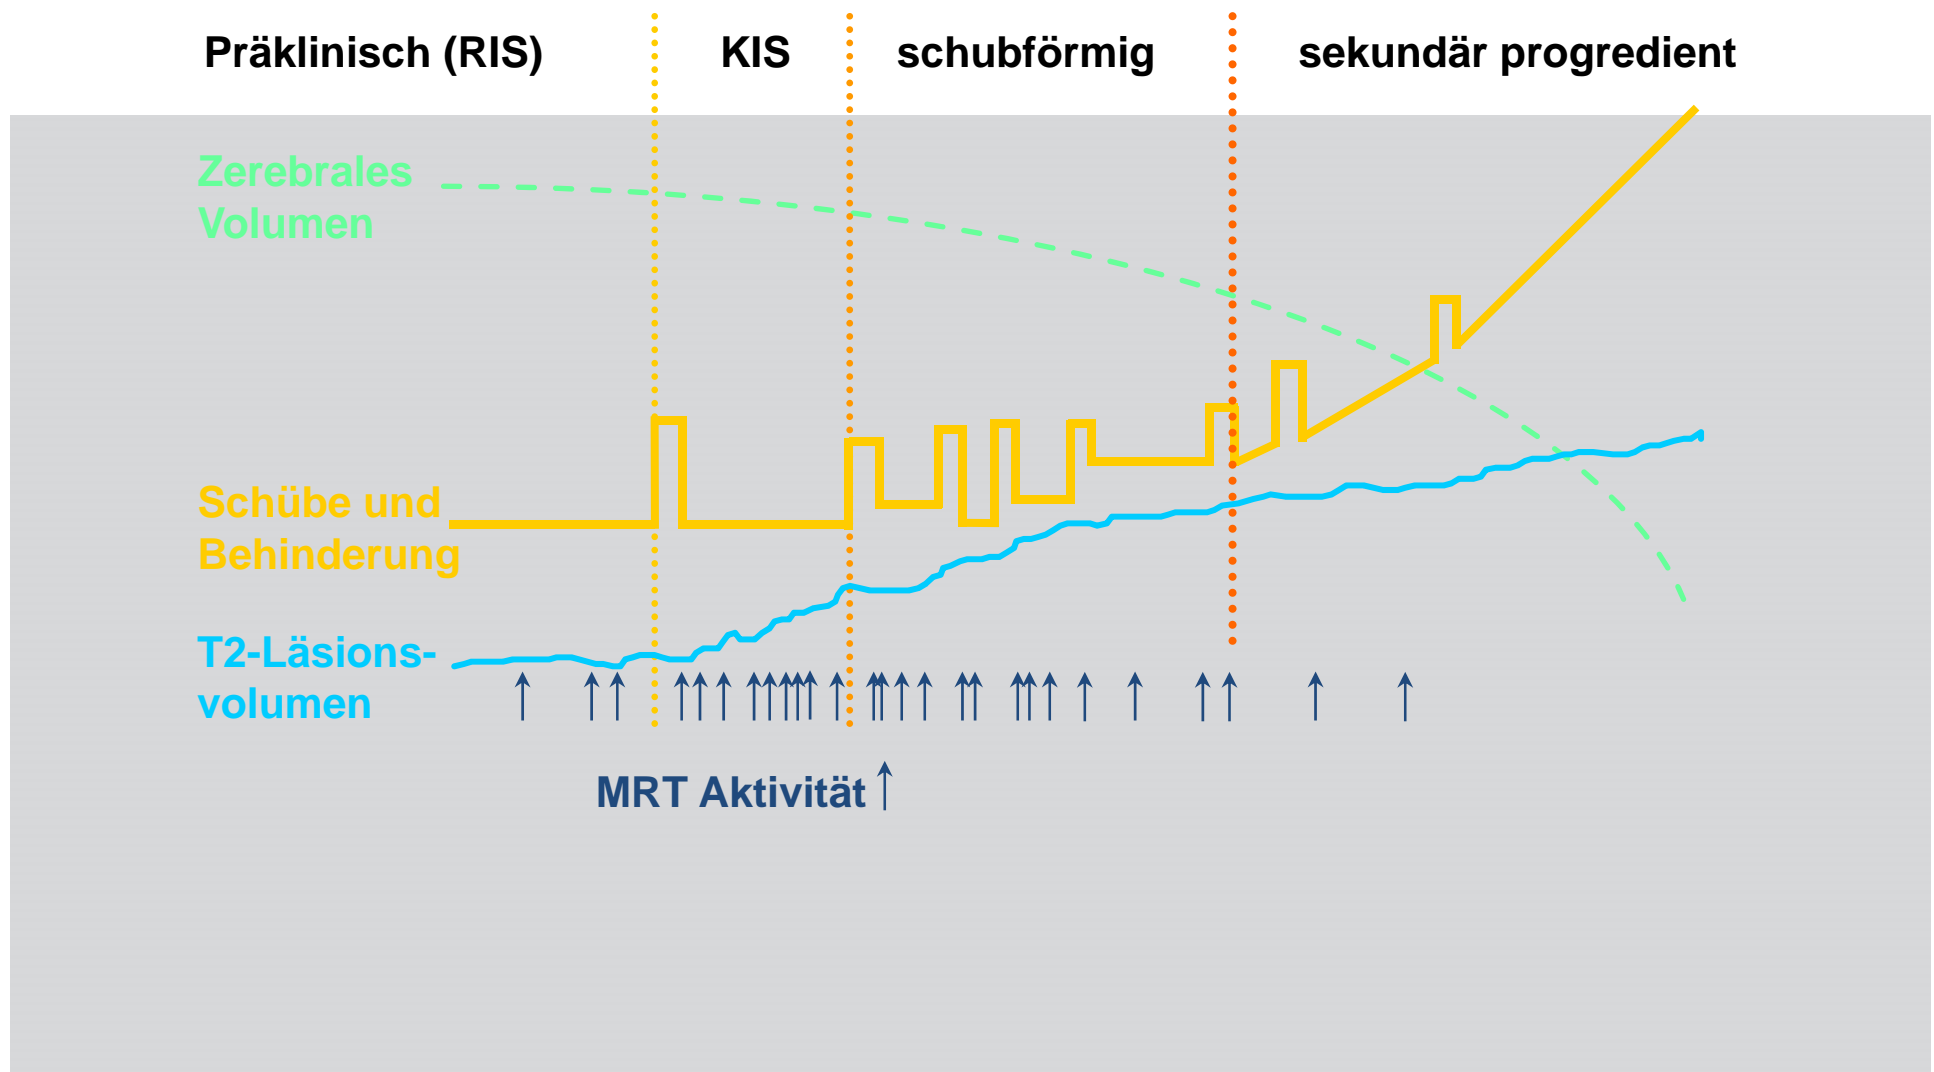 Präklinisch (RIS) KIS schubförmig sekundär progredient
Zerebrales
Volumen
Schübe und
Behinderung
T2-Läsions-
volumen
MRT Aktivität